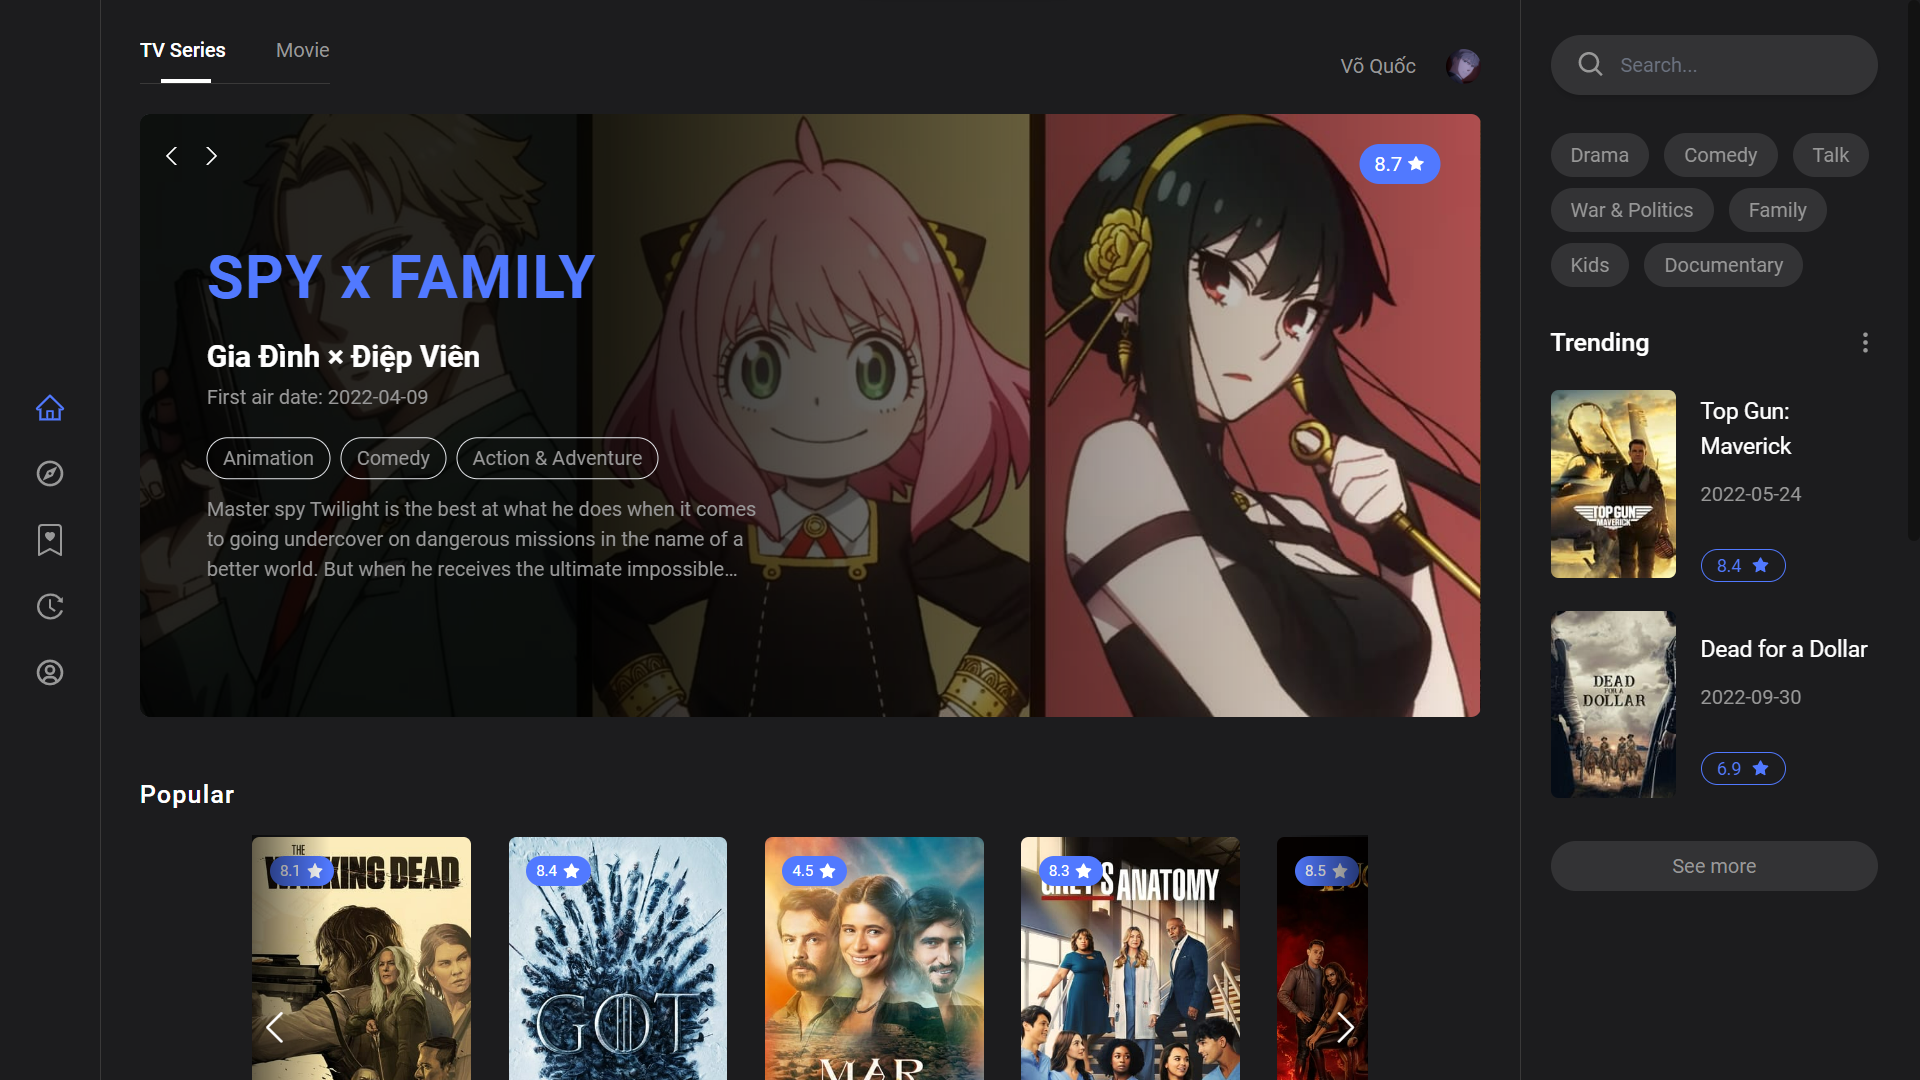 TV Series
Movie
Võ Quốc
8.7
SPY x FAMILY
Gia Đình × Điệp Viên
First air date: 2022-04-09
Animation
Comedy
Action & Adventure
Master spy Twilight is the best at what he does when it comes
to going undercover on dangerous missions in the name of a
better world. But when he receives the ultimate impossible...
Popular
8.1
THE
WALKING DEAD
8.4
GOT
4.5
MAR
8.3
GREY'S ANATOMY
8.5
Search...
Drama
Comedy
Talk
War & Politics
Family
Kids
Documentary
Trending
TOP GUN
MAVERICK
Top Gun:
Maverick
2022-05-24
8.4
DEAD
FOR A
DOLLAR
Dead for a Dollar
2022-09-30
6.9
See more